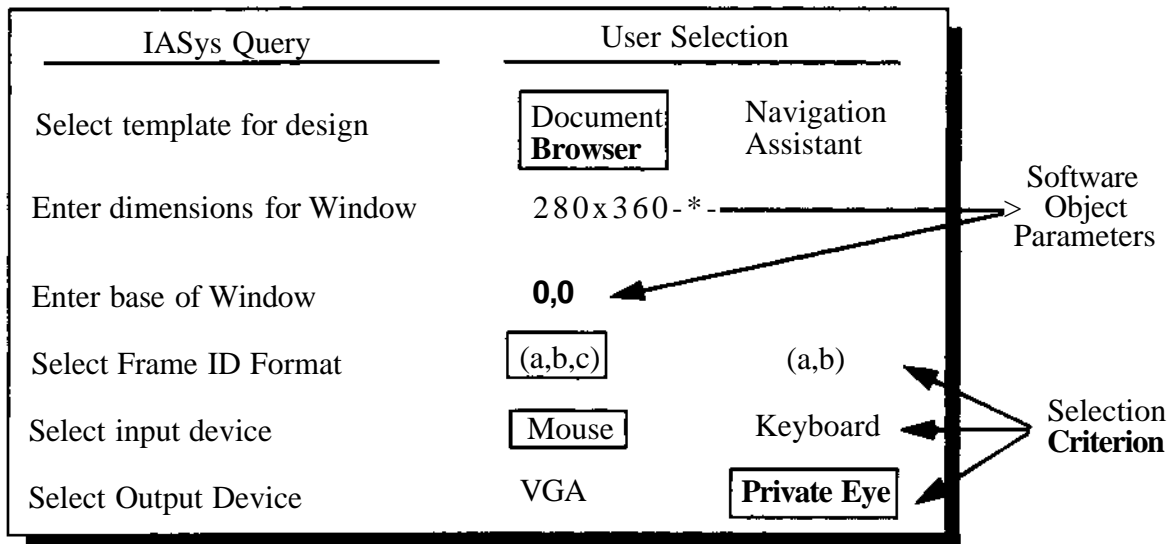 IASys Query
User Selection
Select template for design
Document
Browser
Navigation
Assistant
Enter dimensions for Window
280x360-*-
>
Software
Object
Parameters
Enter base of Window
0,0
Select Frame ID Format
(a,b,c)
(a,b)
Select input device
Mouse
Keyboard
Selection
Criterion
Select Output Device
VGA
Private Eye